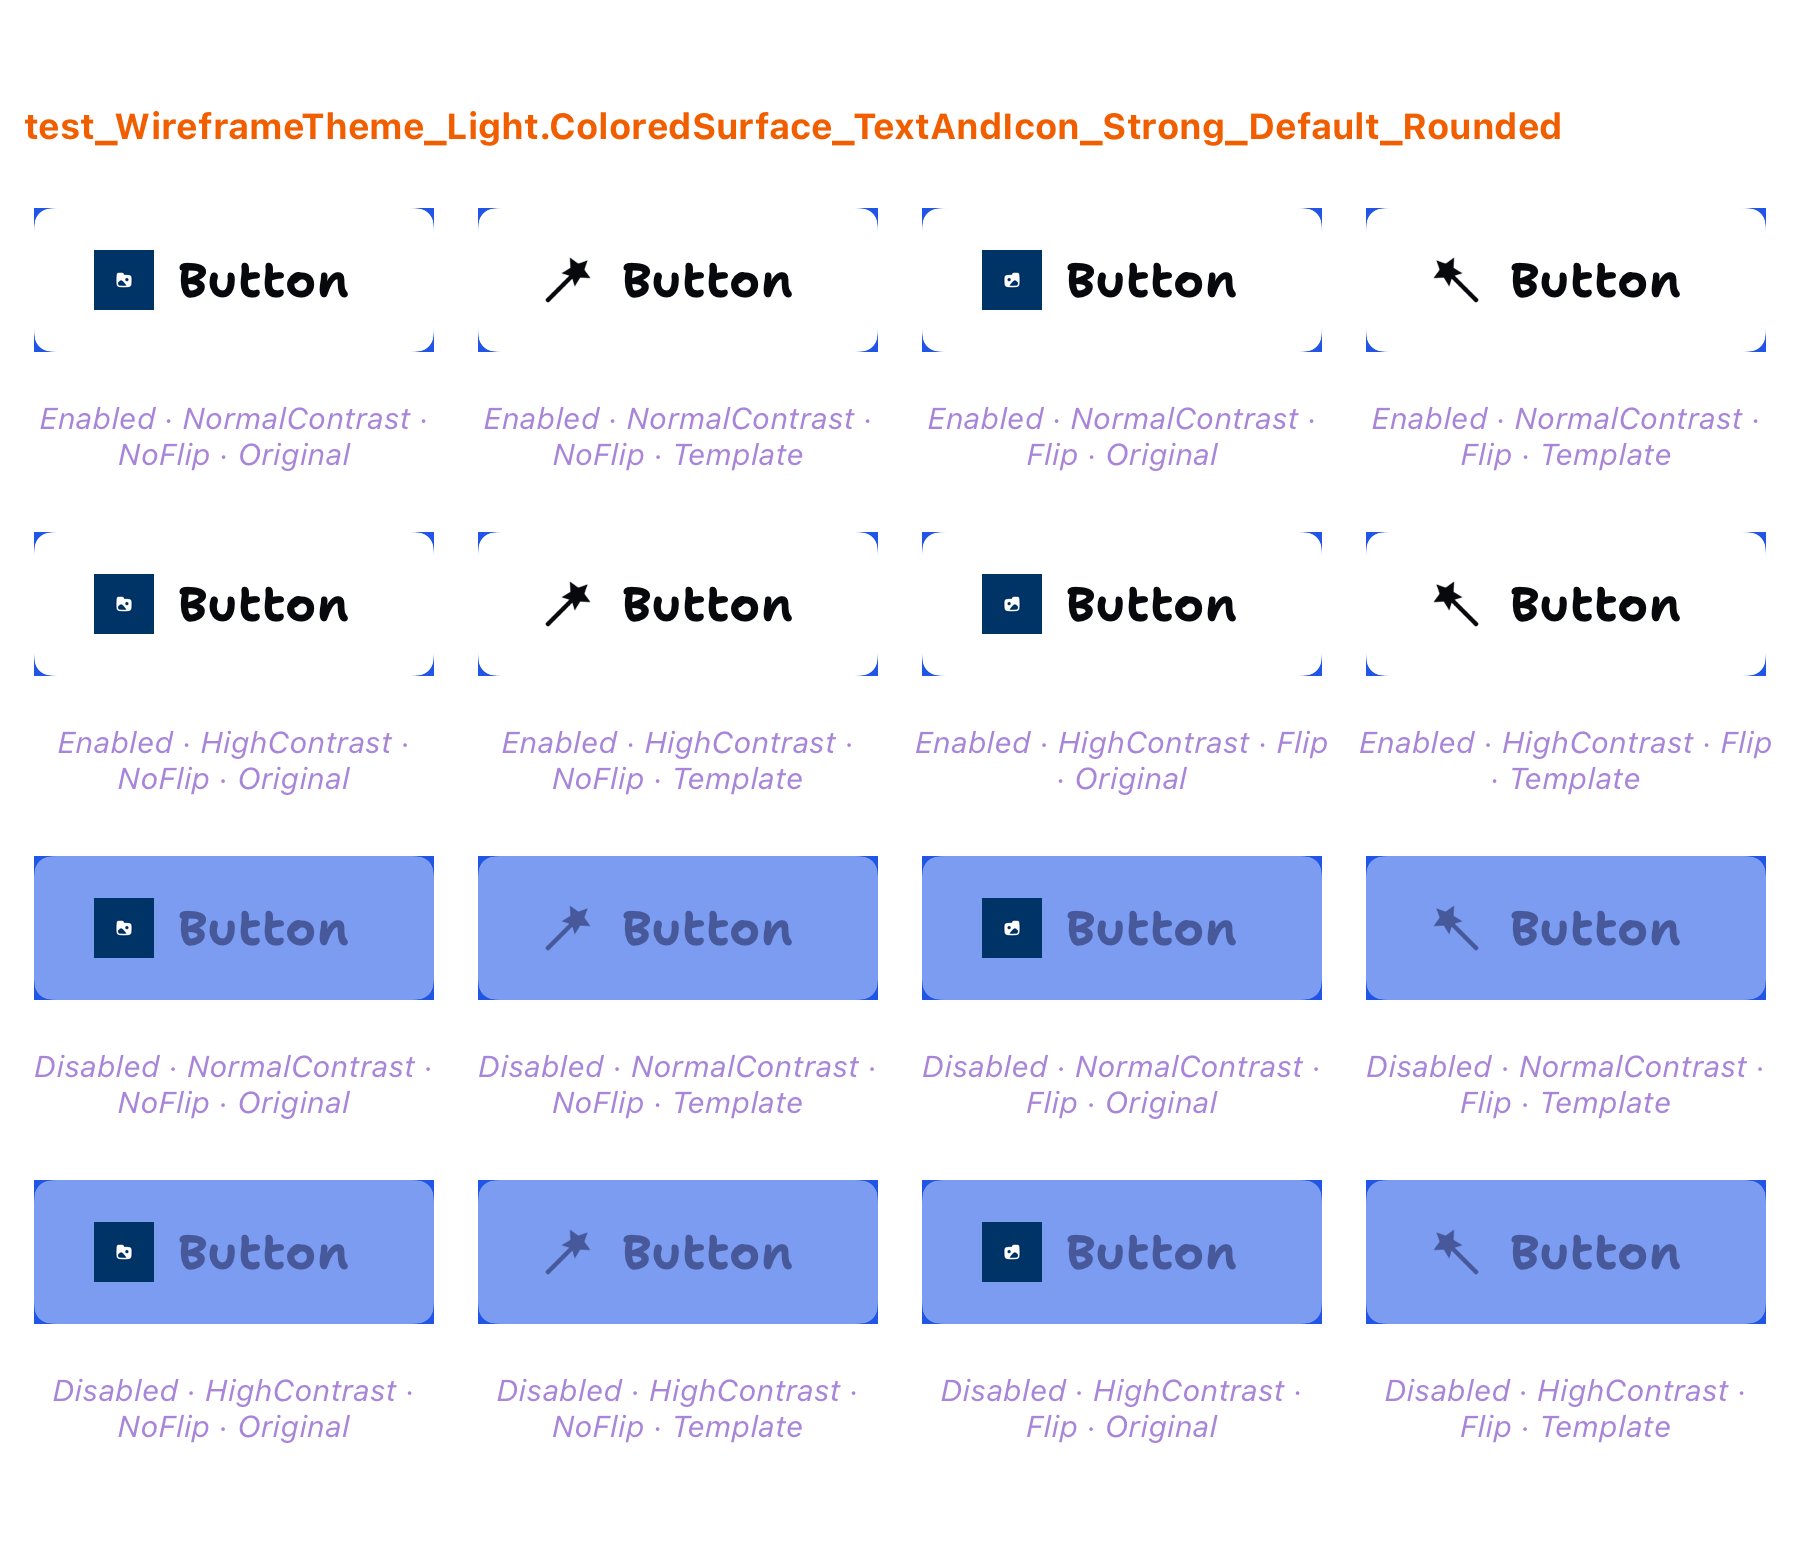 test_WireframeTheme_Light.ColoredSurface_TextAndIcon_Strong_Default_Rounded
Button Button Button Button
Enabled · NormalContrast · Enabled · NormalContrast · Enabled · NormalContrast · Enabled · NormalContrast ·
NoFlip · Original NoFlip · Template Flip · Original Flip · Template
Button Button Button Button
Enabled · HighContrast · Enabled · HighContrast · Enabled · HighContrast · Flip Enabled · HighContrast · Flip
NoFlip · Original NoFlip · Template · Original · Template
Button Button Button Button
Disabled · NormalContrast · Disabled · NormalContrast · Disabled · NormalContrast · Disabled · NormalContrast ·
NoFlip · Original NoFlip · Template Flip · Original Flip · Template
Button Button Button Button
Disabled · HighContrast · Disabled · HighContrast · Disabled · HighContrast · Disabled · HighContrast ·
NoFlip · Original NoFlip · Template Flip · Original Flip · Template